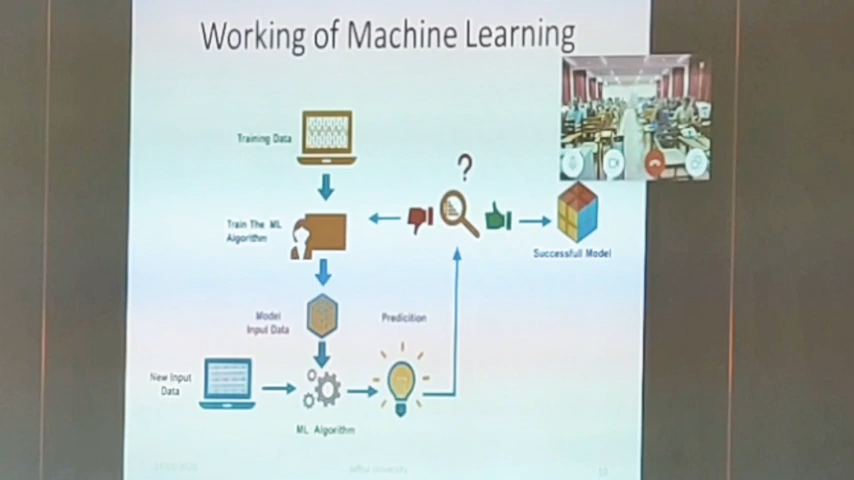 Working of Machine Learning
Training Data
?
Train The ML
Algorithm
Successfull Model
Model
Input Data
Predicition
New Input
Data
ML Algorithm